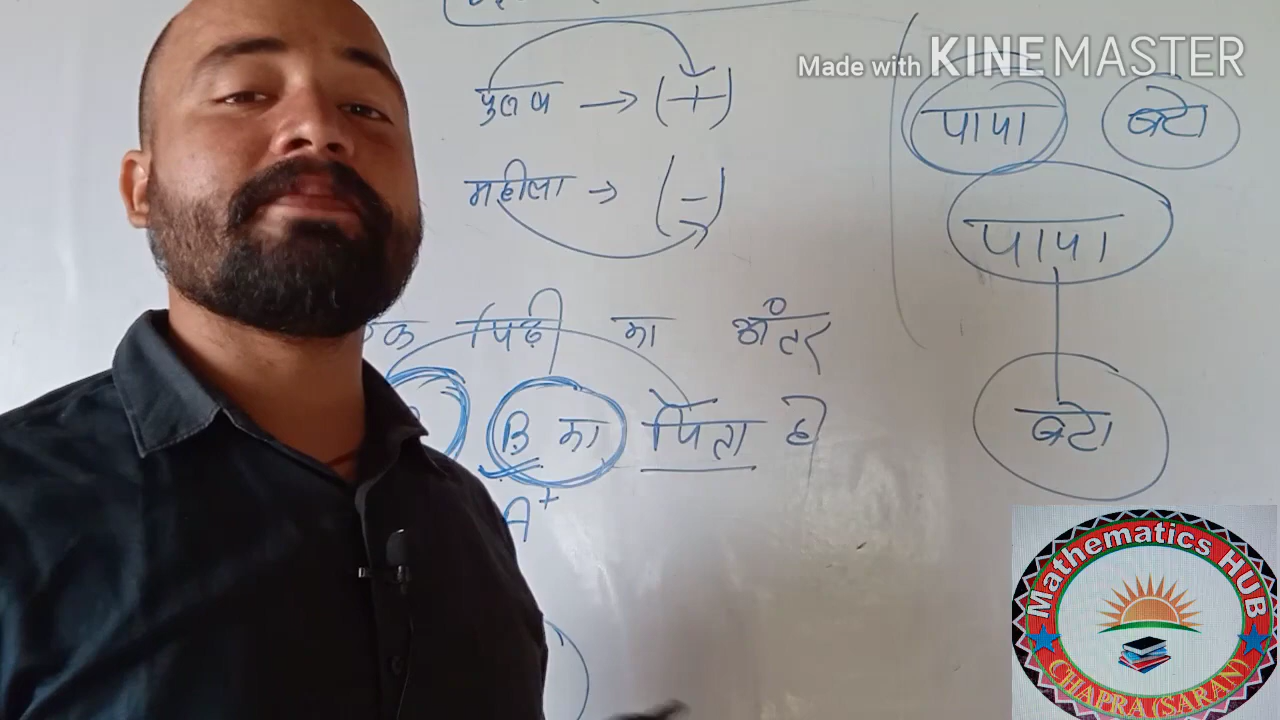 Made with KINEMASTER
पुरुष → (+)
महीला → (-)
पिढी का अंतर
B का पिता है
A+
पापा बेटा
पापा
बेटा
Mathematics HUB
CHAPRA (SARAN)